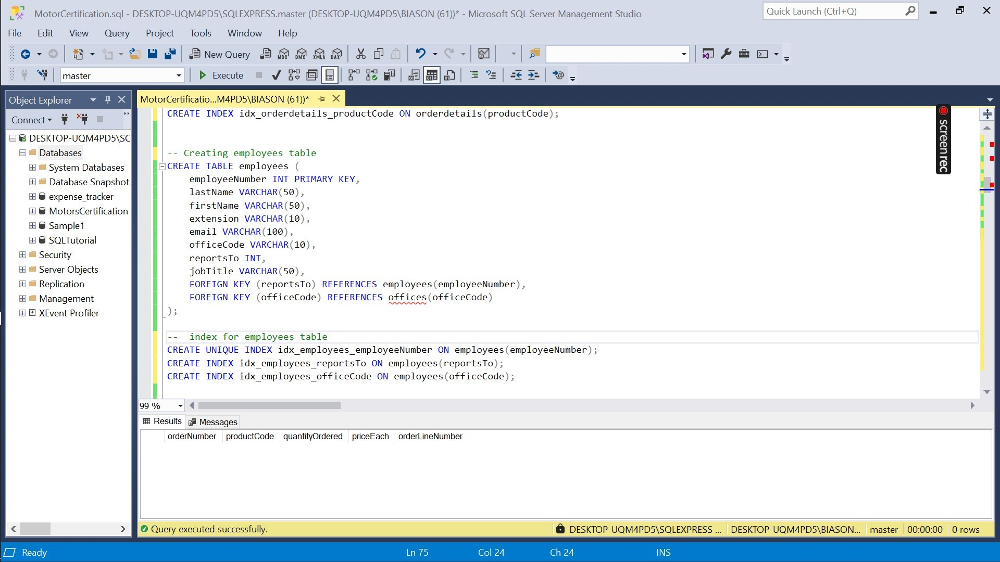 MotorCertification.sql - DESKTOP-UQM4PD5\SQLEXPRESS.master (DESKTOP-UQM4PD5\BIASON (61))* - Microsoft SQL Server Management Studio
Quick Launch (Ctrl+Q)
File Edit View Query Project Tools Window Help
New Query MDX DMX XMLA DAX
master Execute
Object Explorer
Connect
DESKTOP-UQM4PD5\SQ
Databases
System Databases
Database Snapshots
expense_tracker
MotorsCertification
Sample1
SQLTutorial
Security
Server Objects
Replication
Management
XEvent Profiler
MotorCertificatio...M4PD5\BIASON (61))*
CREATE INDEX idx_orderdetails_productCode ON orderdetails(productCode);
-- Creating employees table
CREATE TABLE employees (
employeeNumber INT PRIMARY KEY,
lastName VARCHAR(50),
firstName VARCHAR(50),
extension VARCHAR(10),
email VARCHAR(100),
officeCode VARCHAR(10),
reportsTo INT,
jobTitle VARCHAR(50),
FOREIGN KEY (reportsTo) REFERENCES employees(employeeNumber),
FOREIGN KEY (officeCode) REFERENCES offices(officeCode)
);
--  index for employees table
CREATE UNIQUE INDEX idx_employees_employeeNumber ON employees(employeeNumber);
CREATE INDEX idx_employees_reportsTo ON employees(reportsTo);
CREATE INDEX idx_employees_officeCode ON employees(officeCode);
screenrec
99 %
Results Messages
orderNumber productCode quantityOrdered priceEach orderLineNumber
Query executed successfully. DESKTOP-UQM4PD5\SQLEXPRESS ... DESKTOP-UQM4PD5\BIASON... master 00:00:00 0 rows
Ready Ln 75 Col 24 Ch 24 INS